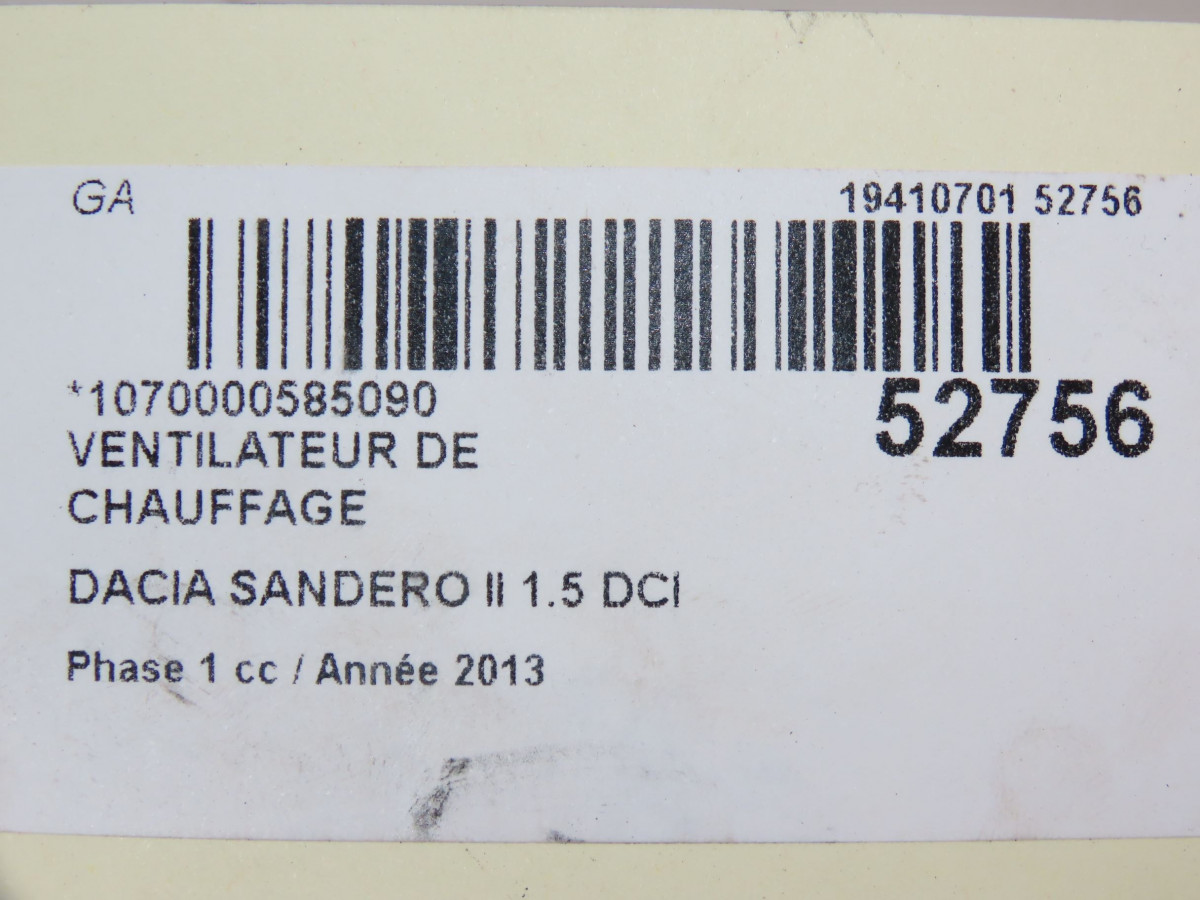 GA
19410701 52756
*1070000585090
52756
VENTILATEUR DE
CHAUFFAGE
DACIA SANDERO II 1.5 DCI
Phase 1 cc / Année 2013